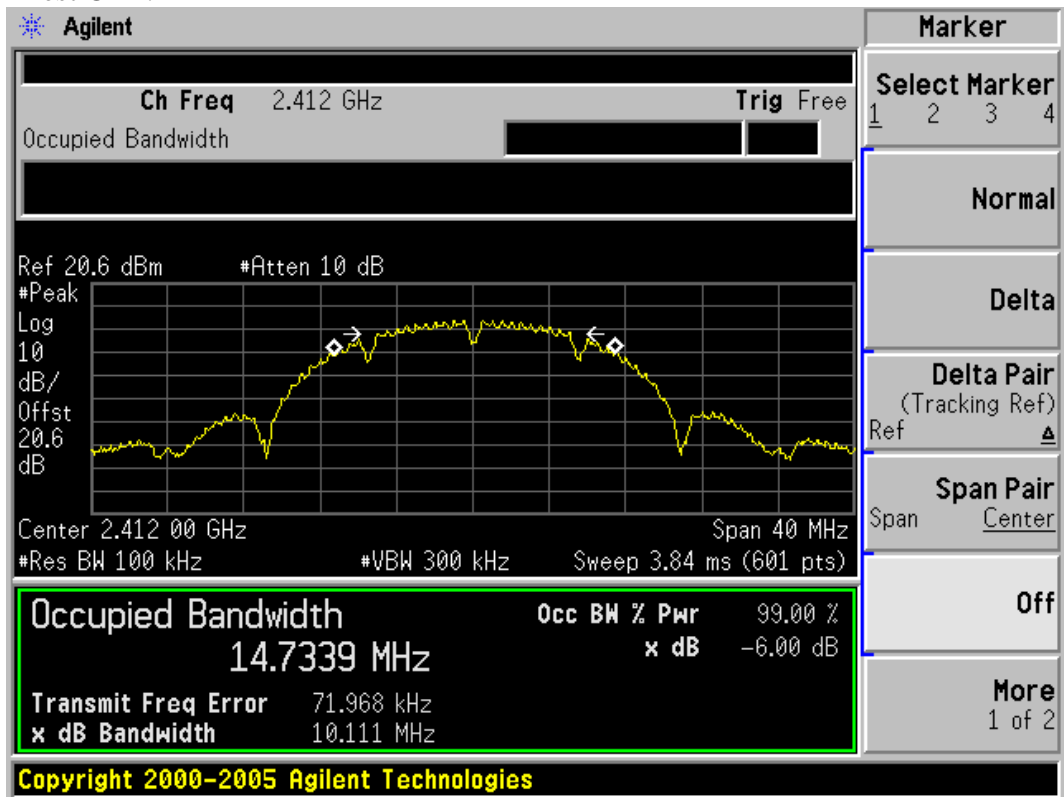 Agilent
Marker
Ch Freq 2.412 GHz Trig Free
Occupied Bandwidth
Select Marker
1 2 3 4
Normal
Delta
Delta Pair
(Tracking Ref)
Ref Δ
Span Pair
Span Center
Off
More
1 of 2
Ref 20.6 dBm #Atten 10 dB
#Peak
Log
10
dB/
Offst
20.6
dB
Center 2.412 00 GHz Span 40 MHz
#Res BW 100 kHz #VBW 300 kHz Sweep 3.84 ms (601 pts)
Occupied Bandwidth
14.7339 MHz
Occ BW % Pwr 99.00 %
x dB -6.00 dB
Transmit Freq Error 71.968 kHz
x dB Bandwidth 10.111 MHz
Copyright 2000-2005 Agilent Technologies